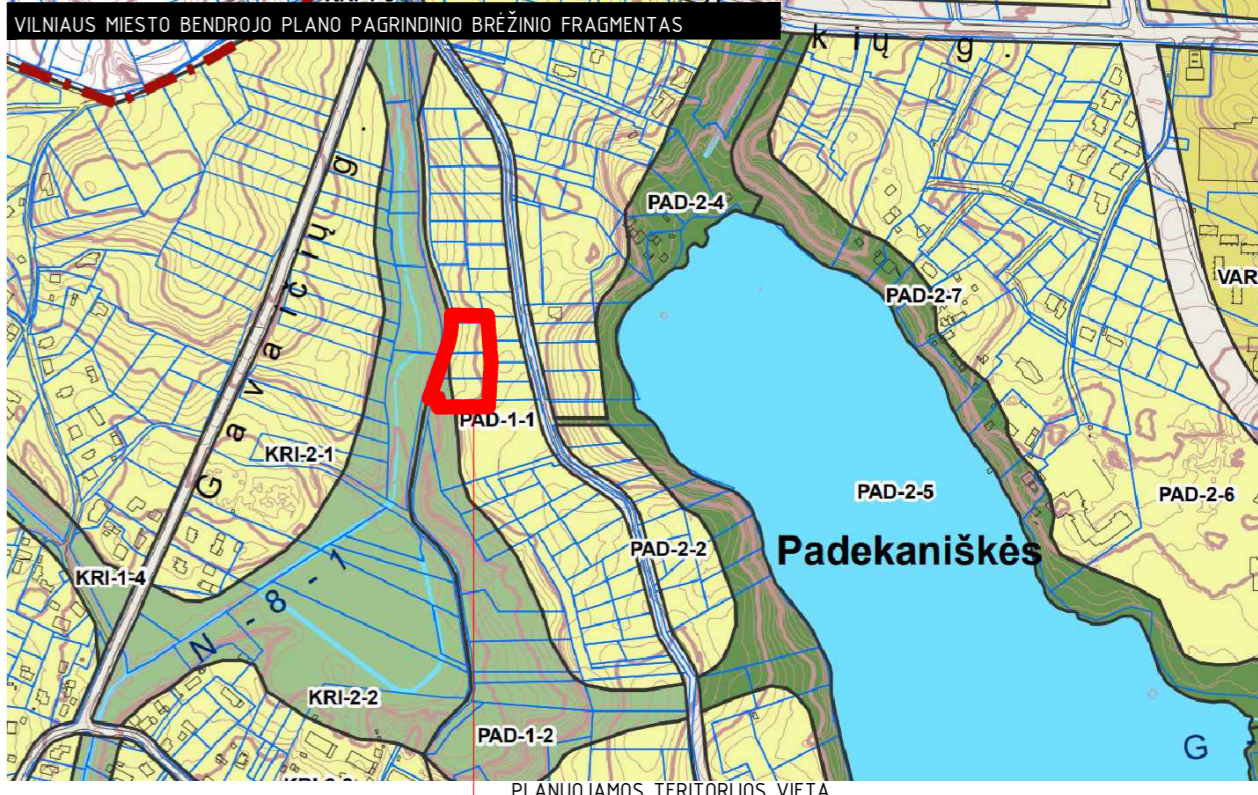 VILNIAUS MIESTO BENDROJO PLANO PAGRINDINIO BRĖŽINIO FRAGMENTAS
kių g.
Gavaičių g.
PAD-2-4
VAR
PAD-2-7
PAD-1-1
KRI-2-1
PAD-2-5
PAD-2-6
PAD-2-2
Padekaniškės
KRI-1-4
N-8-1
KRI-2-2
PAD-1-2
G
PLANUOJAMOS TERITORIJOS VIETA